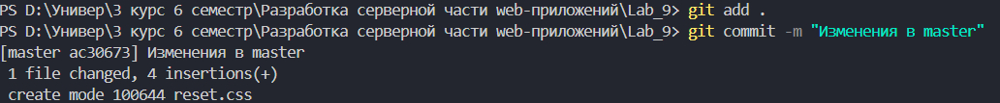 PS D:\Универ\3 курс 6 семестр\Разработка серверной части web-приложений\Lab_9> git add .
PS D:\Универ\3 курс 6 семестр\Разработка серверной части web-приложений\Lab_9> git commit -m "Изменения в master"
[master ac30673] Изменения в master
 1 file changed, 4 insertions(+)
 create mode 100644 reset.css